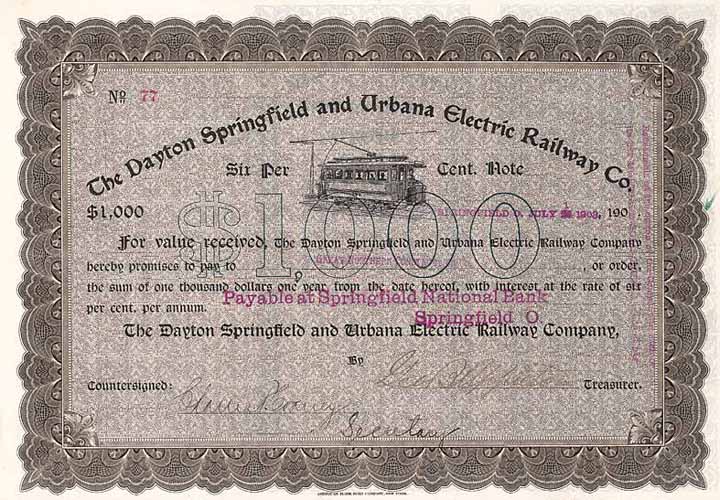 No 77
The Dayton Springfield and Urbana Electric Railway Co.
Six Per Cent. Note
$1,000
SPRINGFIELD O. JULY 1903, 190
$1000
For value received, The Dayton Springfield and Urbana Electric Railway Company
hereby promises to pay to , or order,
the sum of one thousand dollars one year from the date hereof, with interest at the rate of six
per cent. per annum.
Payable at Springfield National Bank
Springfield O.
The Dayton Springfield and Urbana Electric Railway Company,
By
Treasurer.
Countersigned:
Secretary